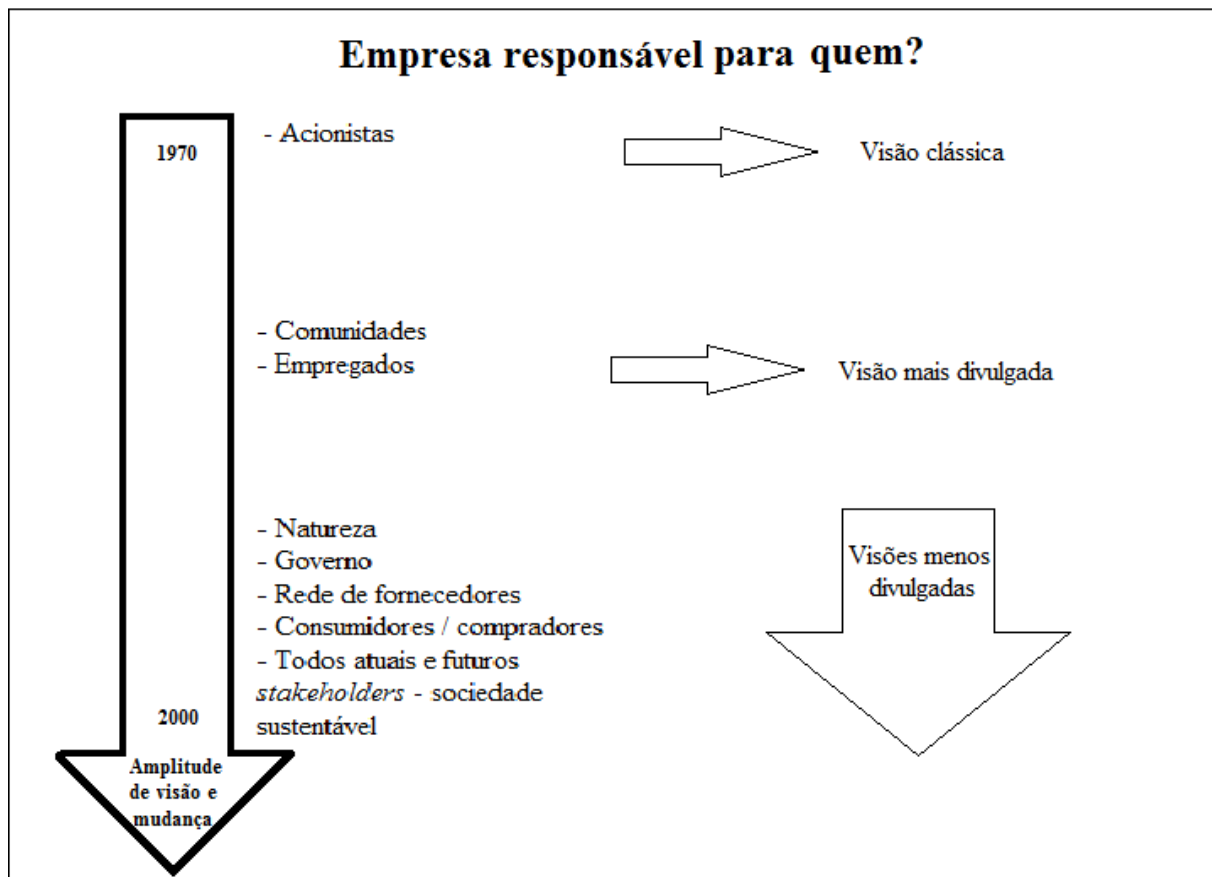 Empresa responsável para quem?
1970
- Acionistas
Visão clássica
- Comunidades
- Empregados
Visão mais divulgada
- Natureza
- Governo
- Rede de fornecedores
- Consumidores / compradores
- Todos atuais e futuros
stakeholders - sociedade
sustentável
Visões menos
divulgadas
2000
Amplitude
de visão e
mudança